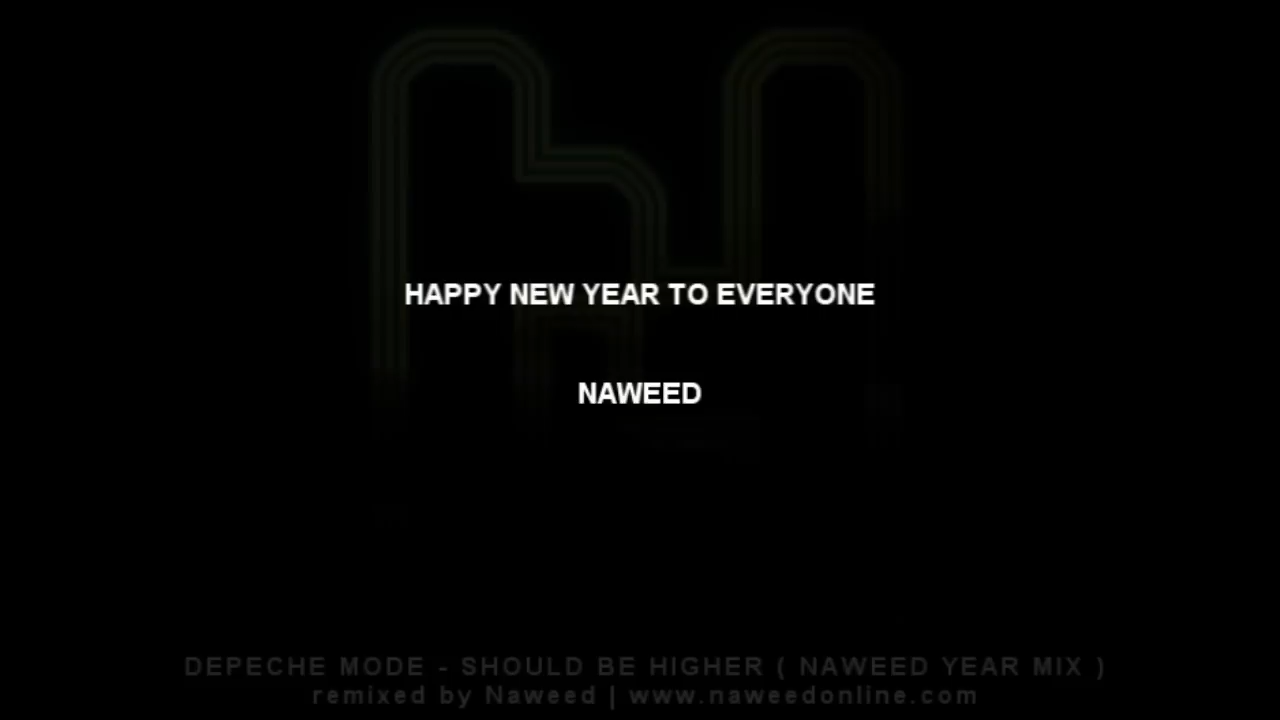 HAPPY NEW YEAR TO EVERYONE
NAWEED
DEPECHE MODE - SHOULD BE HIGHER ( NAWEED YEAR MIX )
remixed by Naweed | www.naweedonline.com